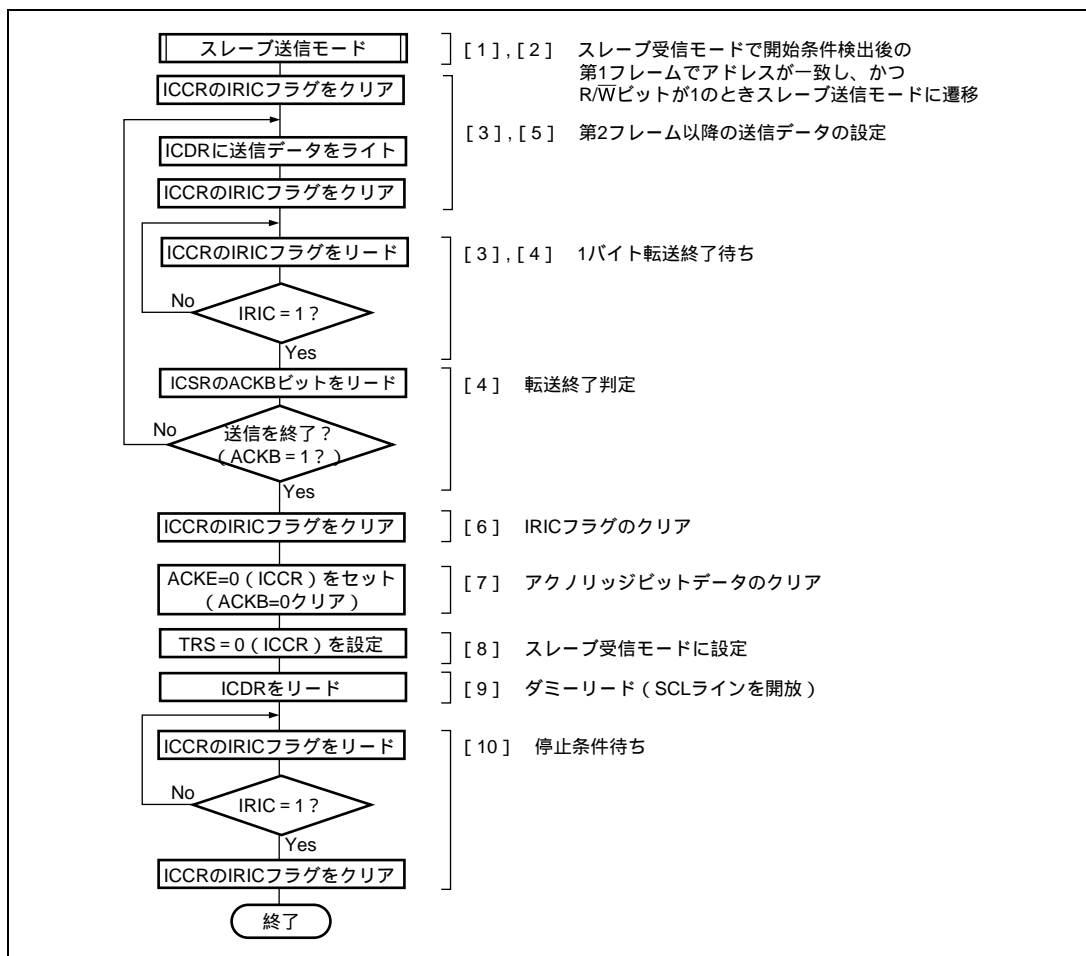 スレーブ送信モード
[1],[2] スレーブ受信モードで開始条件検出後の
第1フレームでアドレスが一致し、かつ
R/W̅ビットが1のときスレーブ送信モードに遷移
ICCRのIRICフラグをクリア
[3],[5] 第2フレーム以降の送信データの設定
ICDRに送信データをライト
ICCRのIRICフラグをクリア
ICCRのIRICフラグをリード
[3],[4] 1バイト転送終了待ち
No
IRIC = 1 ?
Yes
ICSRのACKBビットをリード
[4] 転送終了判定
No
送信を終了?
(ACKB = 1?)
Yes
ICCRのIRICフラグをクリア
[6] IRICフラグのクリア
ACKE=0(ICCR)をセット
(ACKB=0クリア)
[7] アクノリッジビットデータのクリア
TRS = 0(ICCR)を設定
[8] スレーブ受信モードに設定
ICDRをリード
[9] ダミーリード(SCLラインを開放)
ICCRのIRICフラグをリード
[10] 停止条件待ち
No
IRIC = 1 ?
Yes
ICCRのIRICフラグをクリア
終了